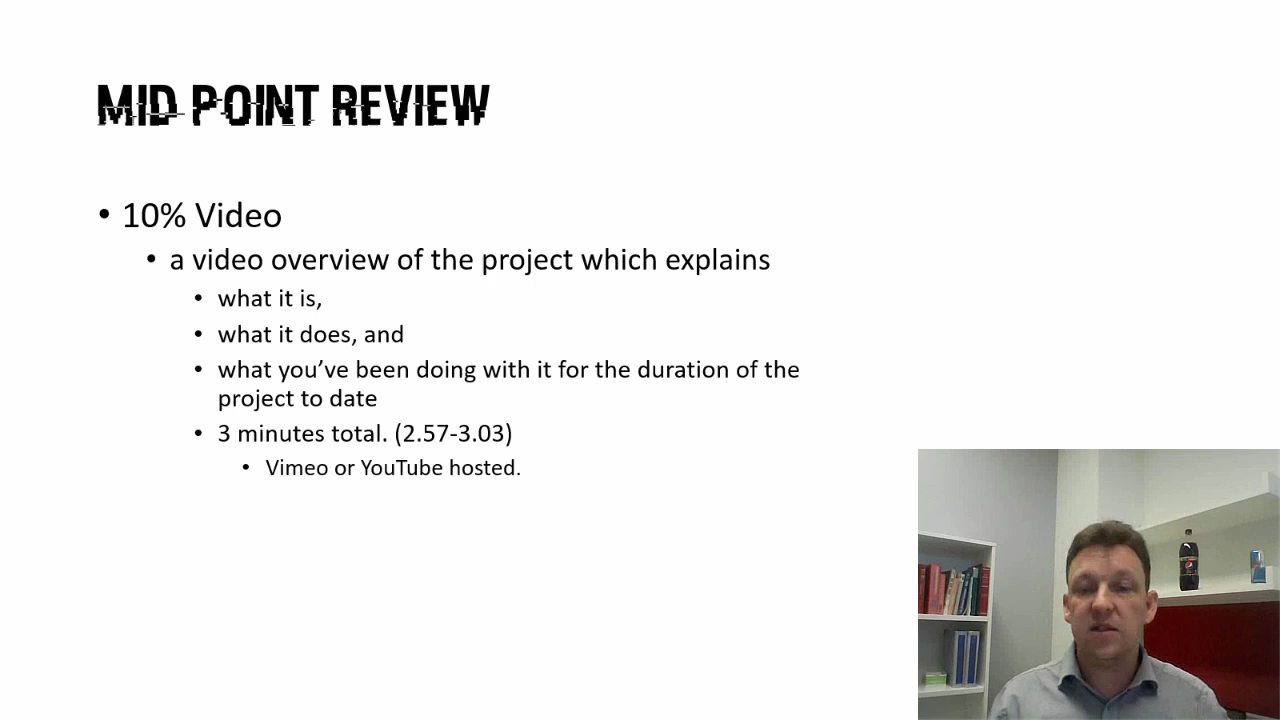 MID POINT REVIEW
• 10% Video
• a video overview of the project which explains
• what it is,
• what it does, and
• what you’ve been doing with it for the duration of the
project to date
• 3 minutes total. (2.57-3.03)
• Vimeo or YouTube hosted.